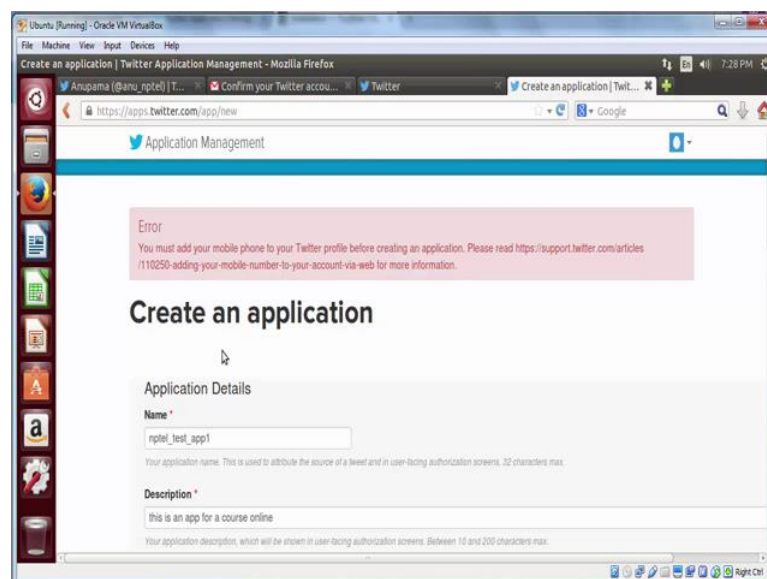 Ubuntu [Running] - Oracle VM VirtualBox
File Machine View Input Devices Help
Create an application | Twitter Application Management - Mozilla Firefox
En 7:28 PM
Anupama (@anu_nptel) | T... Confirm your Twitter accou... Twitter Create an application | Twit...
https://apps.twitter.com/app/new Google
Application Management
Error
You must add your mobile phone to your Twitter profile before creating an application. Please read https://support.twitter.com/articles
/110250-adding-your-mobile-number-to-your-account-via-web for more information.
Create an application
Application Details
Name *
nptel_test_app1
Your application name. This is used to attribute the source of a tweet and in user-facing authorization screens. 32 characters max.
Description *
this is an app for a course online
Your application description, which will be shown in user-facing authorization screens. Between 10 and 200 characters max.
Right Ctrl